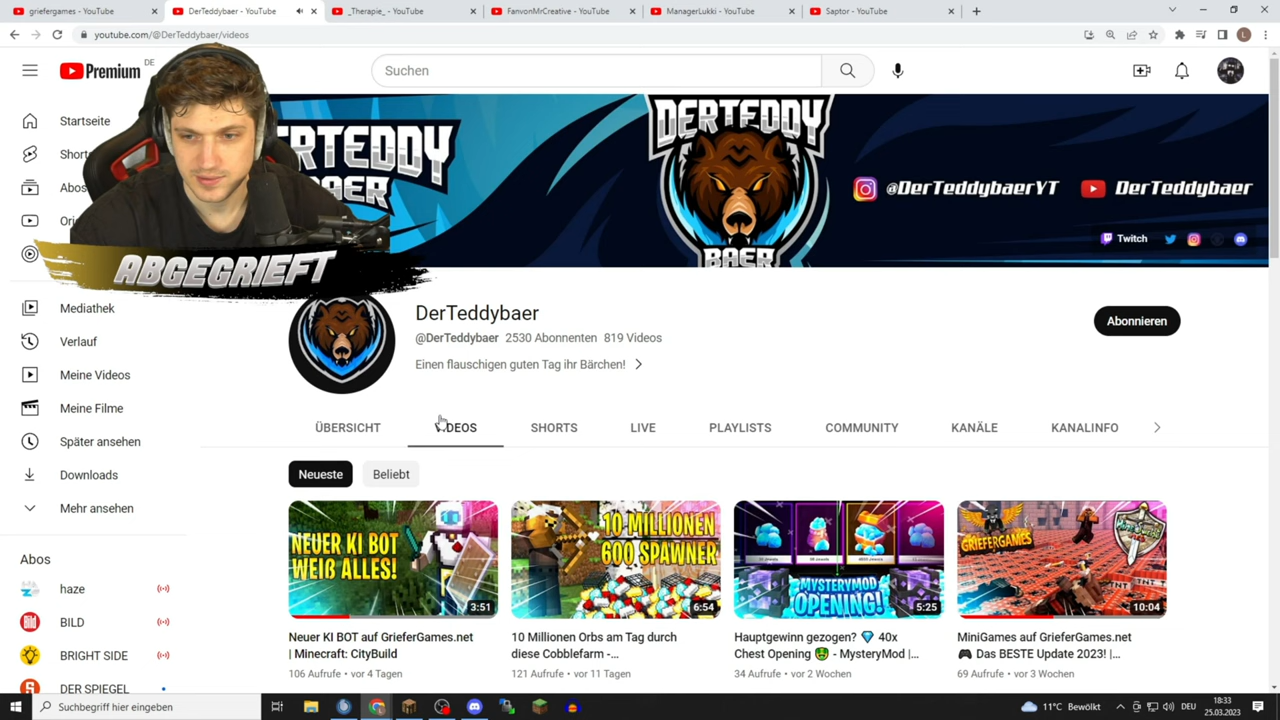 griefergames - YouTube
DerTeddybaer - YouTube
_Therapie_ - YouTube
FanvonMrCreative - YouTube
ManagerLukki - YouTube
Saptor - YouTube
youtube.com/@DerTeddybaer/videos
Premium DE
Suchen
Startseite
Shorts
Abos
Ori
Mediathek
Verlauf
Meine Videos
Meine Filme
Später ansehen
Downloads
Mehr ansehen
Abos
haze
BILD
BRIGHT SIDE
DER SPIEGEL
ABGEGRIEFT
ERTEDDY
BAER
DERTEDDY
BAER
@DerTeddybaerYT
DerTeddybaer
Twitch
DerTeddybaer
@DerTeddybaer 2530 Abonnenten 819 Videos
Einen flauschigen guten Tag ihr Bärchen!
Abonnieren
ÜBERSICHT
VIDEOS
SHORTS
LIVE
PLAYLISTS
COMMUNITY
KANÄLE
KANALINFO
Neueste
Beliebt
NEUER KI BOT
WEIß ALLES!
3:51
Neuer KI BOT auf GrieferGames.net
| Minecraft: CityBuild
106 Aufrufe • vor 4 Tagen
10 MILLIONEN
600 SPAWNER
6:54
10 Millionen Orbs am Tag durch
diese Cobblefarm -...
121 Aufrufe • vor 11 Tagen
MYSTERYMOD
OPENING!
5:25
Hauptgewinn gezogen? 💎 40x
Chest Opening 🤑 - MysteryMod |...
34 Aufrufe • vor 2 Wochen
GRIEFERGAMES
10:04
MiniGames auf GrieferGames.net
🎮 Das BESTE Update 2023! |...
69 Aufrufe • vor 3 Wochen
Suchbegriff hier eingeben
11°C Bewölkt
DEU
18:33
25.03.2023